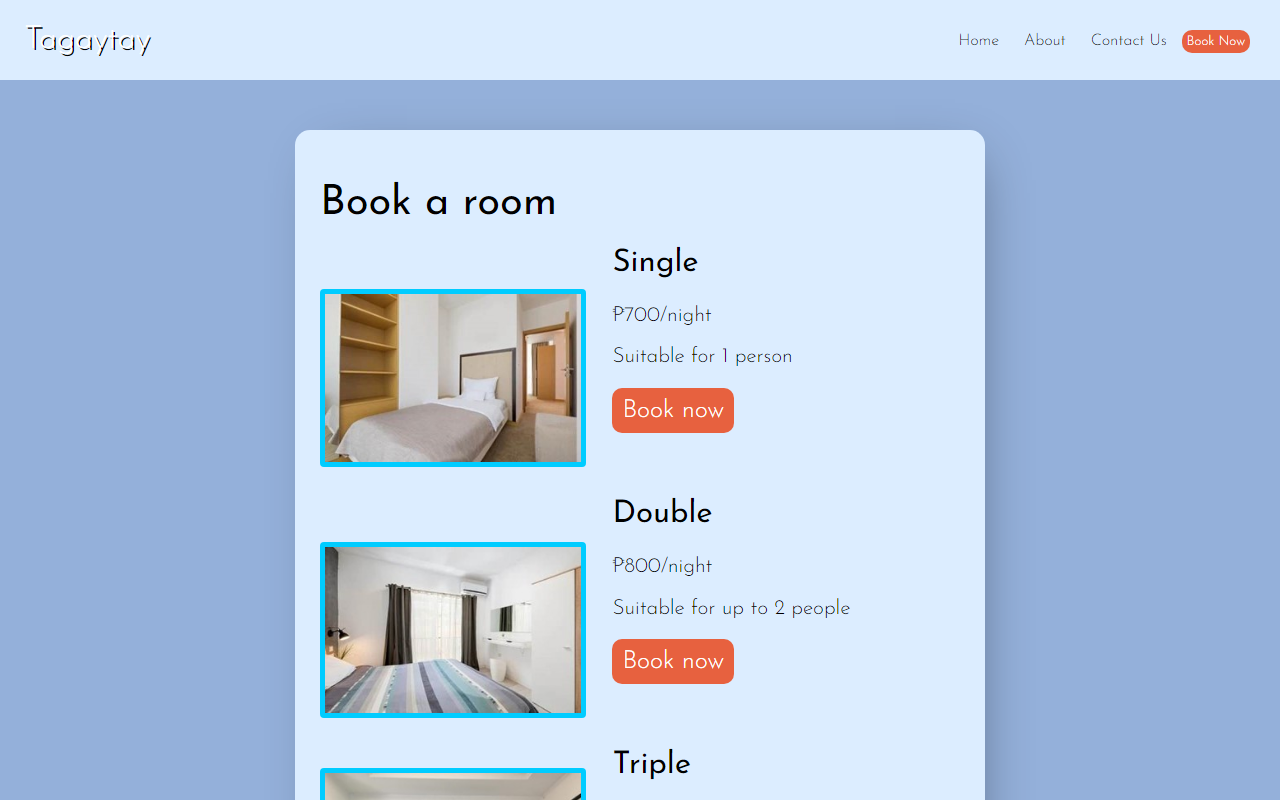 Tagaytay
Home
About
Contact Us
Book Now
Book a room
Single
₱700/night
Suitable for 1 person
Book now
Double
₱800/night
Suitable for up to 2 people
Book now
Triple